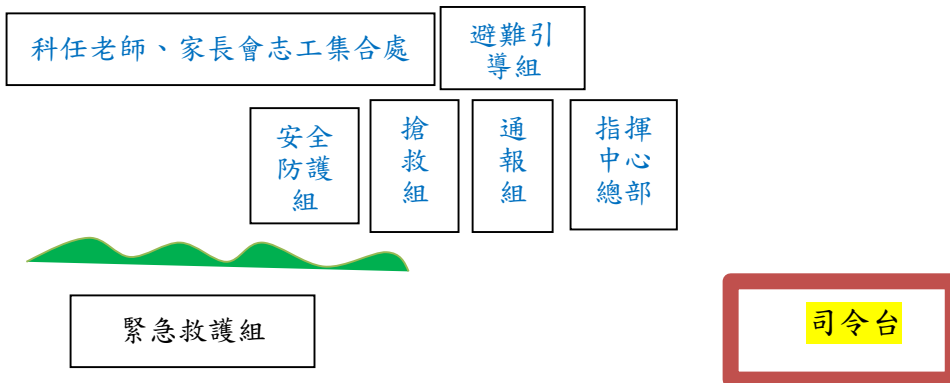 科任老師、家長會志工集合處
避難引
導組
安全
防護
組
搶
救
組
通
報
組
指揮
中心
總部
緊急救護組
司令台